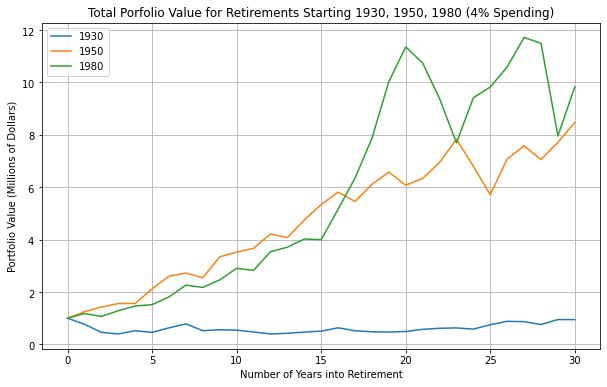 Total Porfolio Value for Retirements Starting 1930, 1950, 1980 (4% Spending)
1930
1950
1980
Portfolio Value (Millions of Dollars)
12
10
8
6
4
2
0
0 5 10 15 20 25 30
Number of Years into Retirement